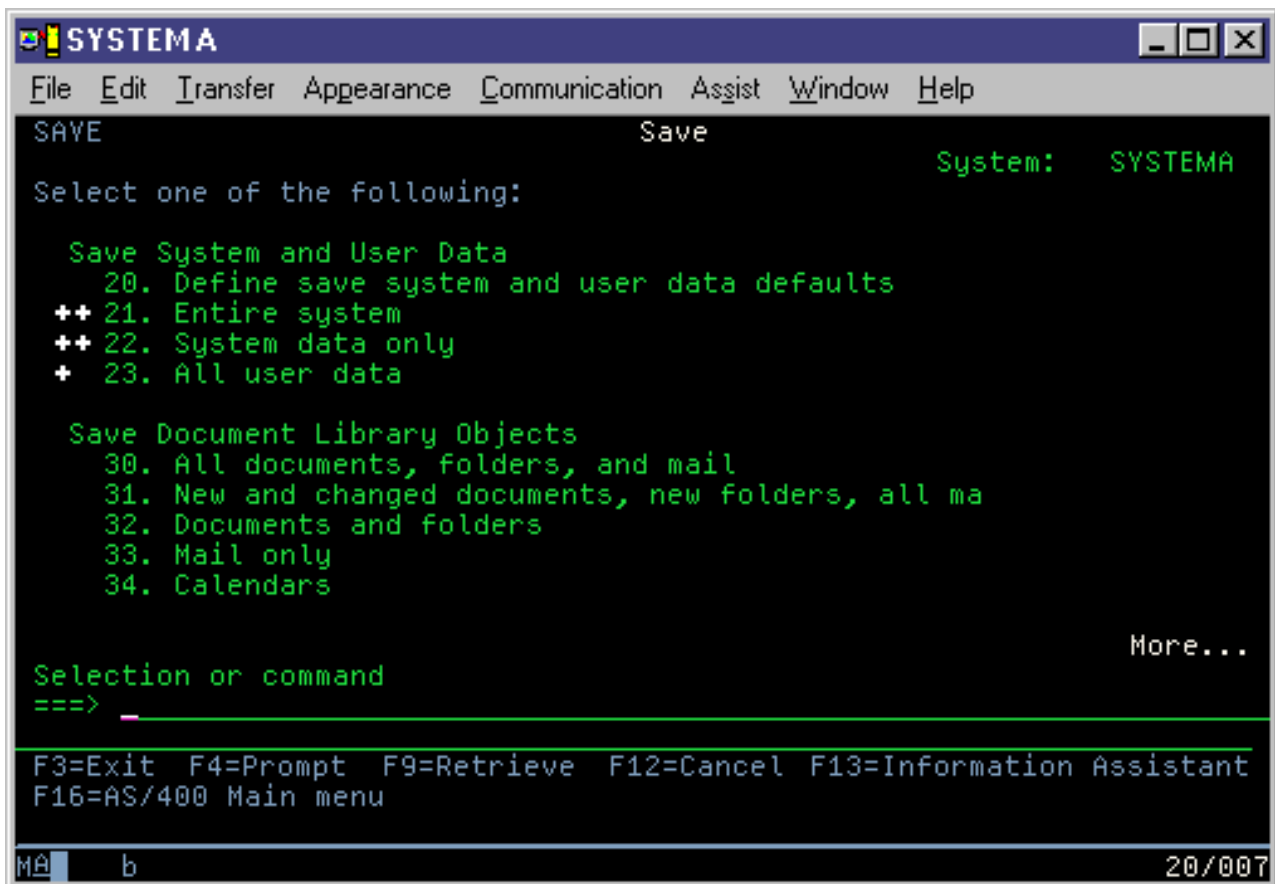 SYSTEMA
File Edit Transfer Appearance Communication Assist Window Help
SAVE Save
System: SYSTEMA
Select one of the following:
Save System and User Data
20. Define save system and user data defaults
++ 21. Entire system
++ 22. System data only
+ 23. All user data
Save Document Library Objects
30. All documents, folders, and mail
31. New and changed documents, new folders, all ma
32. Documents and folders
33. Mail only
34. Calendars
More...
Selection or command
===>
F3=Exit F4=Prompt F9=Retrieve F12=Cancel F13=Information Assistant
F16=AS/400 Main menu
MA b 20/007